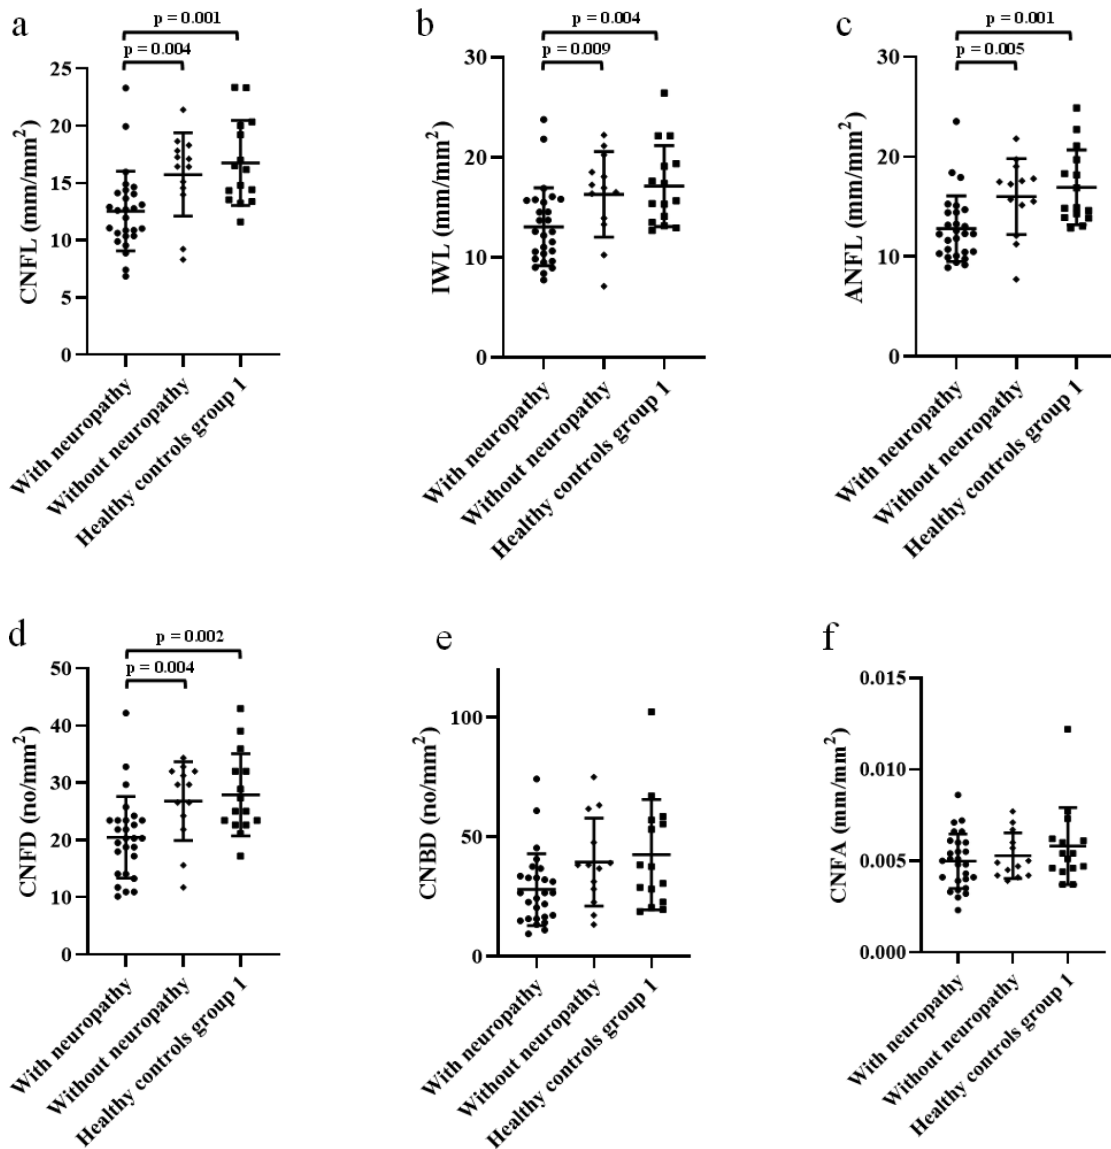 a
p = 0.001
p = 0.004
CNFL (mm/mm²)
25
20
15
10
5
0
With neuropathy
Without neuropathy
Healthy controls group 1
b
p = 0.004
p = 0.009
IWL (mm/mm²)
30
20
10
0
With neuropathy
Without neuropathy
Healthy controls group 1
c
p = 0.001
p = 0.005
ANFL (mm/mm²)
30
20
10
0
With neuropathy
Without neuropathy
Healthy controls group 1
d
p = 0.002
p = 0.004
CNFD (no/mm²)
50
40
30
20
10
0
With neuropathy
Without neuropathy
Healthy controls group 1
e
CNBD (no/mm²)
100
50
0
With neuropathy
Without neuropathy
Healthy controls group 1
f
CNFA (mm/mm²)
0.015
0.010
0.005
0.000
With neuropathy
Without neuropathy
Healthy controls group 1